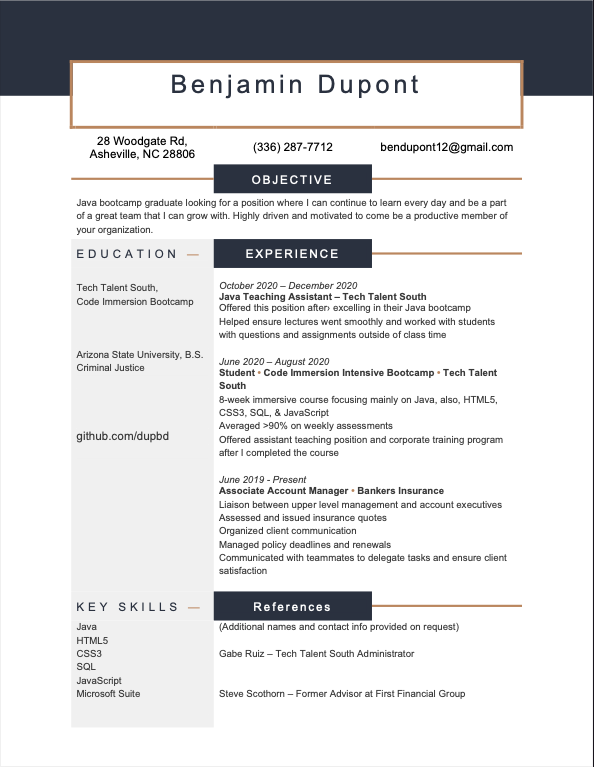 Benjamin Dupont
28 Woodgate Rd,
Asheville, NC 28806
(336) 287-7712
bendupont12@gmail.com
OBJECTIVE
Java bootcamp graduate looking for a position where I can continue to learn every day and be a part
of a great team that I can grow with. Highly driven and motivated to come be a productive member of
your organization.
EDUCATION —
Tech Talent South,
Code Immersion Bootcamp
Arizona State University, B.S.
Criminal Justice
github.com/dupbd
EXPERIENCE
October 2020 – December 2020
Java Teaching Assistant – Tech Talent South
Offered this position after› excelling in their Java bootcamp
Helped ensure lectures went smoothly and worked with students
with questions and assignments outside of class time
June 2020 – August 2020
Student • Code Immersion Intensive Bootcamp • Tech Talent
South
8-week immersive course focusing mainly on Java, also, HTML5,
CSS3, SQL, & JavaScript
Averaged >90% on weekly assessments
Offered assistant teaching position and corporate training program
after I completed the course
June 2019 - Present
Associate Account Manager • Bankers Insurance
Liaison between upper level management and account executives
Assessed and issued insurance quotes
Organized client communication
Managed policy deadlines and renewals
Communicated with teammates to delegate tasks and ensure client
satisfaction
KEY SKILLS —
Java
HTML5
CSS3
SQL
JavaScript
Microsoft Suite
References
(Additional names and contact info provided on request)
Gabe Ruiz – Tech Talent South Administrator
Steve Scothorn – Former Advisor at First Financial Group